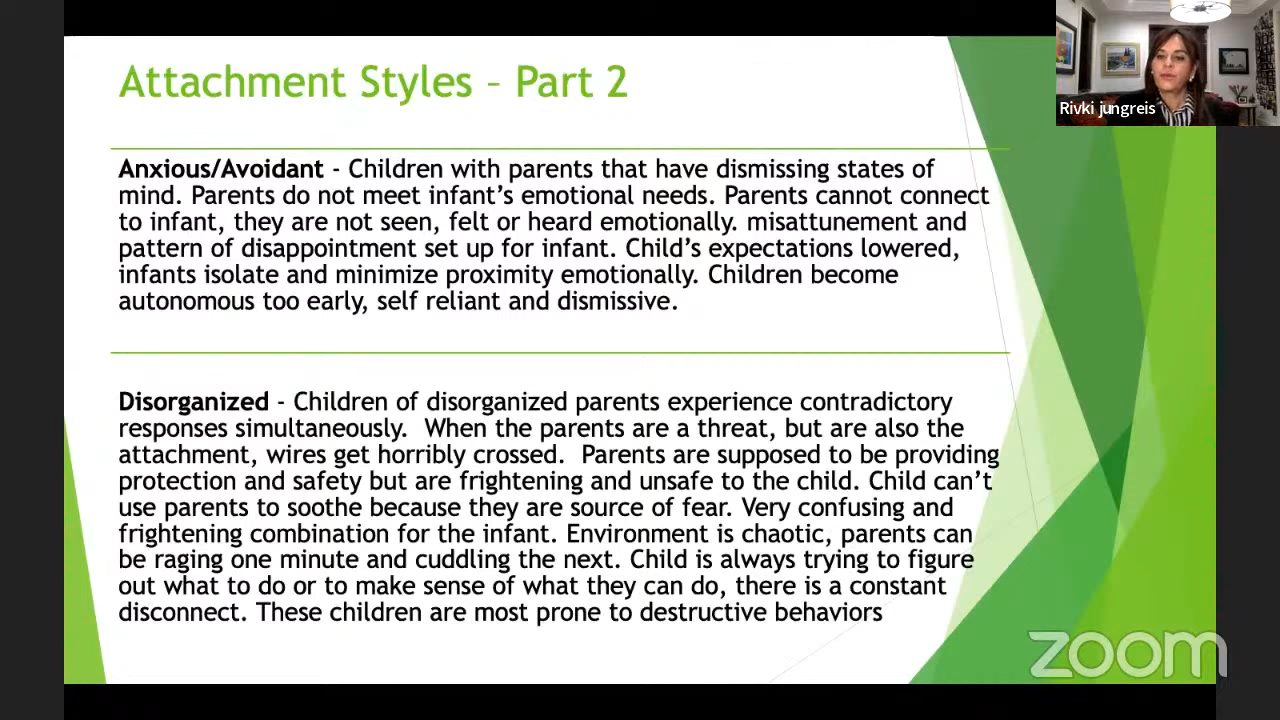 Attachment Styles – Part 2
Rivki jungreis
Anxious/Avoidant - Children with parents that have dismissing states of
mind. Parents do not meet infant’s emotional needs. Parents cannot connect
to infant, they are not seen, felt or heard emotionally. misattunement and
pattern of disappointment set up for infant. Child’s expectations lowered,
infants isolate and minimize proximity emotionally. Children become
autonomous too early, self reliant and dismissive.
Disorganized - Children of disorganized parents experience contradictory
responses simultaneously.  When the parents are a threat, but are also the
attachment, wires get horribly crossed.  Parents are supposed to be providing
protection and safety but are frightening and unsafe to the child. Child can’t
use parents to soothe because they are source of fear. Very confusing and
frightening combination for the infant. Environment is chaotic, parents can
be raging one minute and cuddling the next. Child is always trying to figure
out what to do or to make sense of what they can do, there is a constant
disconnect. These children are most prone to destructive behaviors
zoom